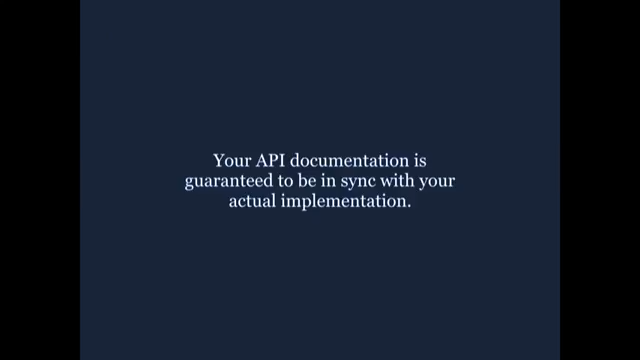 Your API documentation is
guaranteed to be in sync with your
actual implementation.